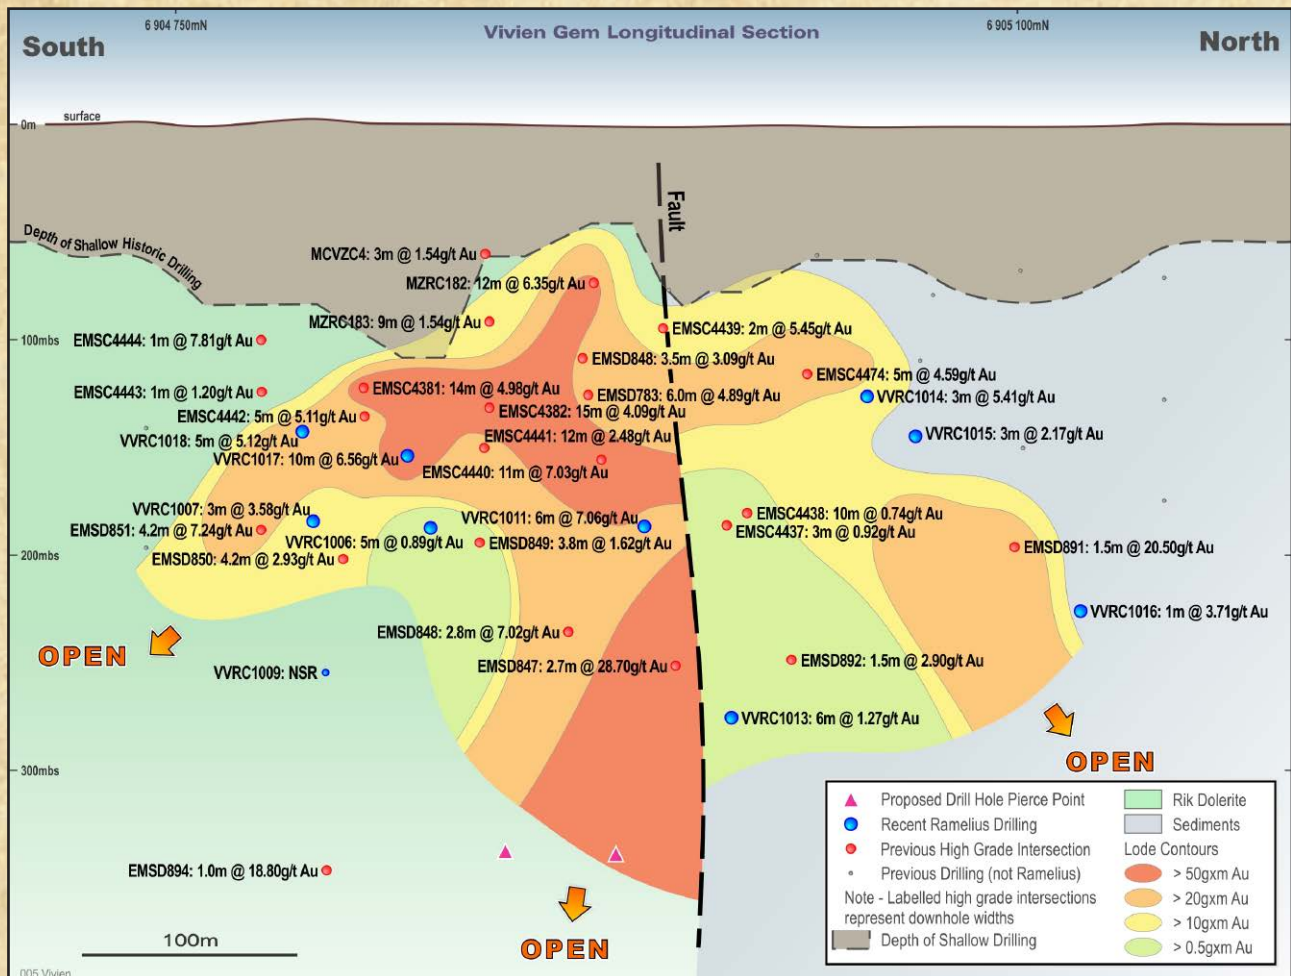 6 904 750mN
6 905 100mN
Vivien Gem Longitudinal Section
South
North
surface
0m
Fault
Depth of Shallow Historic Drilling
MCVZC4: 3m @ 1.54g/t Au
MZRC182: 12m @ 6.35g/t Au
MZRC183: 9m @ 1.54g/t Au
EMSC4439: 2m @ 5.45g/t Au
100mbs
EMSC4444: 1m @ 7.81g/t Au
EMSD848: 3.5m @ 3.09g/t Au
EMSC4474: 5m @ 4.59g/t Au
EMSC4443: 1m @ 1.20g/t Au
EMSC4381: 14m @ 4.98g/t Au
EMSD783: 6.0m @ 4.89g/t Au
VVRC1014: 3m @ 5.41g/t Au
EMSC4442: 5m @ 5.11g/t Au
EMSC4382: 15m @ 4.09g/t Au
VVRC1018: 5m @ 5.12g/t Au
EMSC4441: 12m @ 2.48g/t Au
VVRC1015: 3m @ 2.17g/t Au
VVRC1017: 10m @ 6.56g/t Au
EMSC4440: 11m @ 7.03g/t Au
VVRC1007: 3m @ 3.58g/t Au
VVRC1011: 6m @ 7.06g/t Au
EMSC4438: 10m @ 0.74g/t Au
EMSD851: 4.2m @ 7.24g/t Au
EMSC4437: 3m @ 0.92g/t Au
VVRC1006: 5m @ 0.89g/t Au
EMSD849: 3.8m @ 1.62g/t Au
EMSD891: 1.5m @ 20.50g/t Au
200mbs
EMSD850: 4.2m @ 2.93g/t Au
VVRC1016: 1m @ 3.71g/t Au
EMSD848: 2.8m @ 7.02g/t Au
OPEN
EMSD847: 2.7m @ 28.70g/t Au
EMSD892: 1.5m @ 2.90g/t Au
VVRC1009: NSR
VVRC1013: 6m @ 1.27g/t Au
OPEN
300mbs
EMSD894: 1.0m @ 18.80g/t Au
OPEN
100m
005 Vivien
Proposed Drill Hole Pierce Point
Recent Ramelius Drilling
Previous High Grade Intersection
Previous Drilling (not Ramelius)
Note - Labelled high grade intersections
represent downhole widths
Depth of Shallow Drilling
Rik Dolerite
Sediments
Lode Contours
> 50gxm Au
> 20gxm Au
> 10gxm Au
> 0.5gxm Au